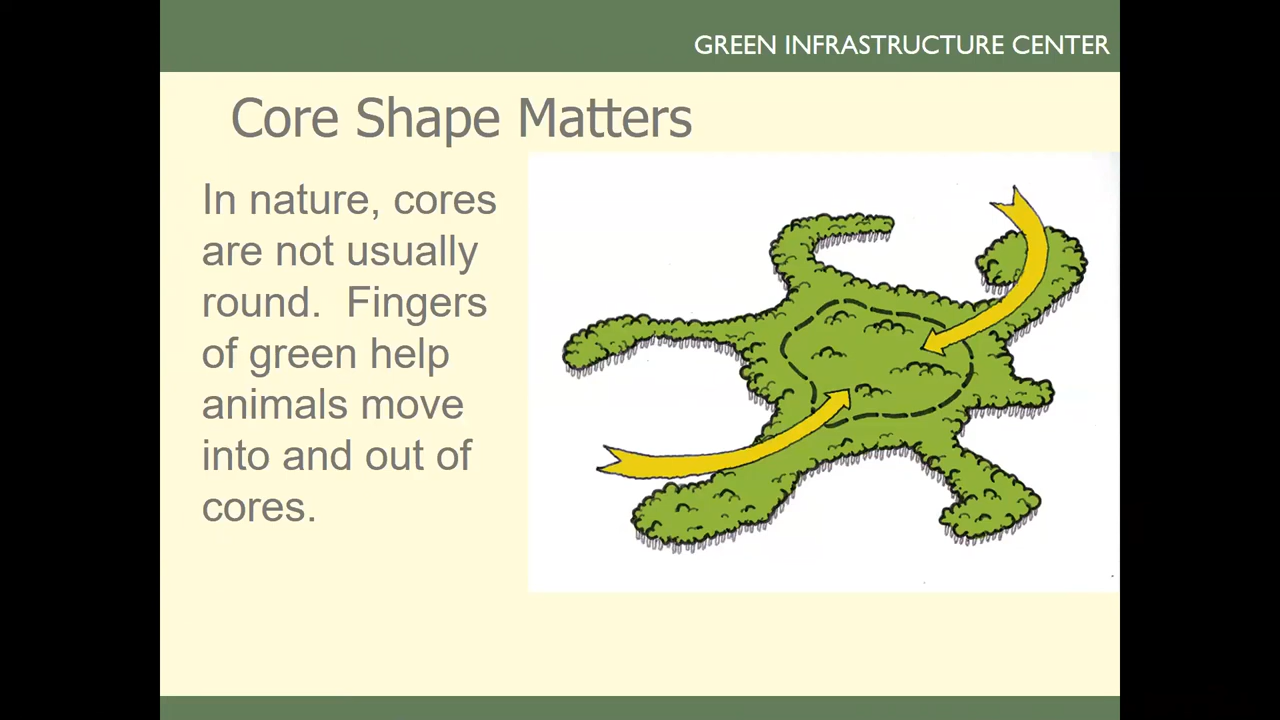 GREEN INFRASTRUCTURE CENTER
Core Shape Matters
In nature, cores
are not usually
round.  Fingers
of green help
animals move
into and out of
cores.